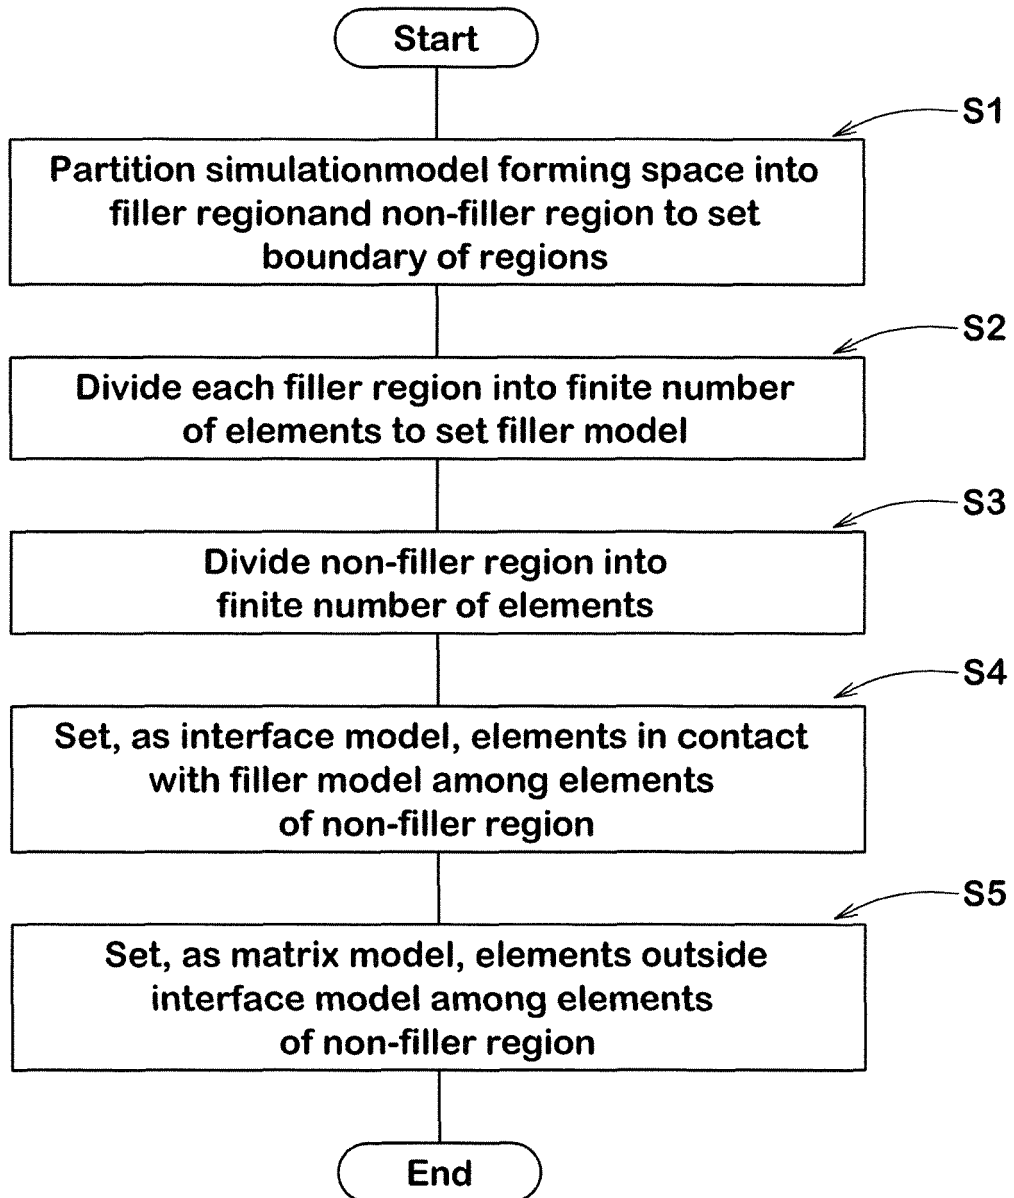 Start
S1
Partition simulationmodel forming space into
filler regionand non-filler region to set
boundary of regions
S2
Divide each filler region into finite number
of elements to set filler model
S3
Divide non-filler region into
finite number of elements
S4
Set, as interface model, elements in contact
with filler model among elements
of non-filler region
S5
Set, as matrix model, elements outside
interface model among elements
of non-filler region
End